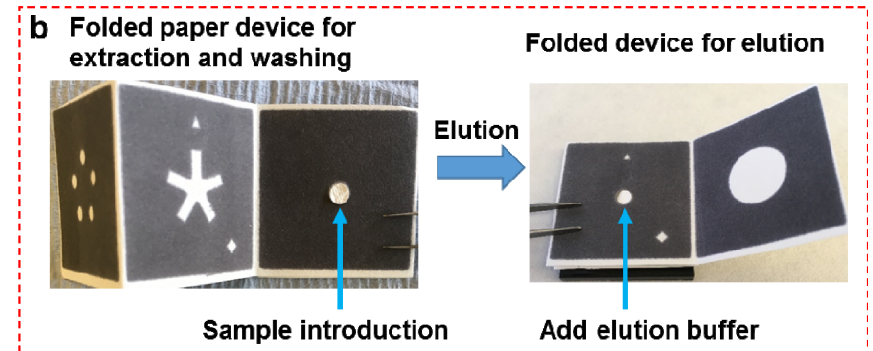 b Folded paper device for
extraction and washing
Folded device for elution
Elution
Sample introduction
Add elution buffer